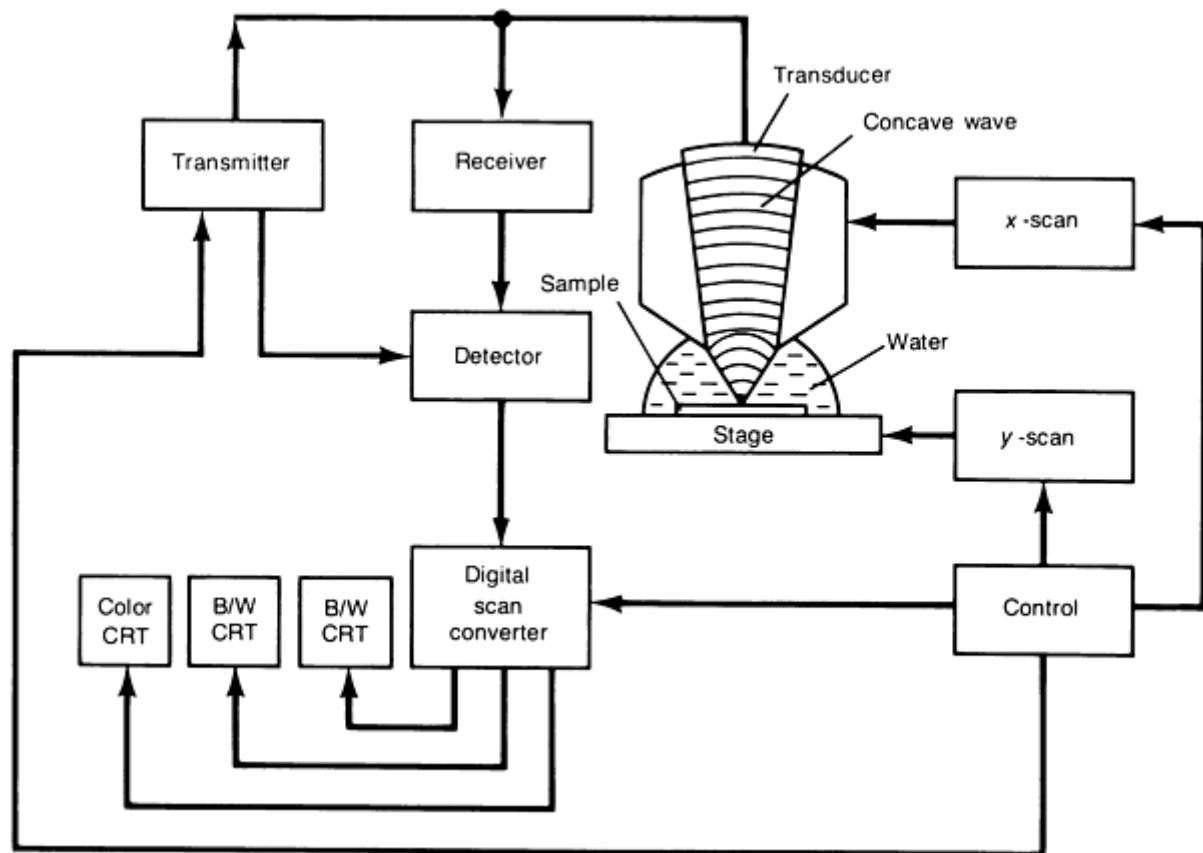 Transducer
Concave wave
Transmitter
Receiver
x-scan
Sample
Detector
Water
Stage
y-scan
Digital
scan
converter
Color
CRT
B/W
CRT
B/W
CRT
Control